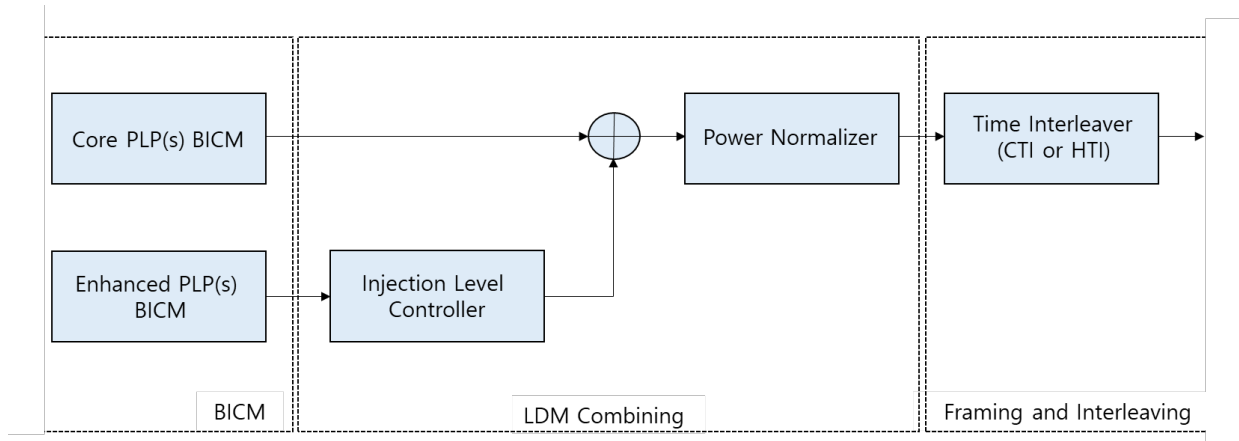 Core PLP(s) BICM
Power Normalizer
Time Interleaver
(CTI or HTI)
Enhanced PLP(s)
BICM
Injection Level
Controller
BICM
LDM Combining
Framing and Interleaving